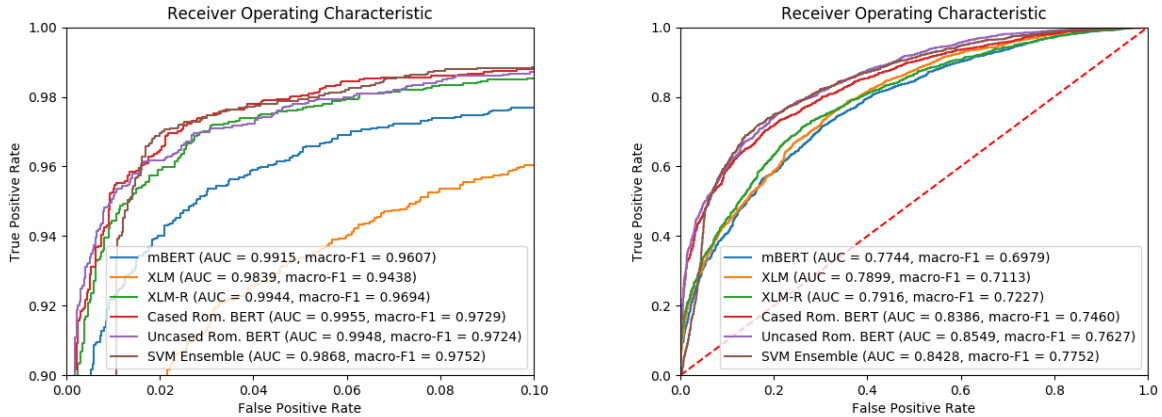 Receiver Operating Characteristic
1.00
0.98
0.96
0.94
0.92
0.90
True Positive Rate
mBERT (AUC = 0.9915, macro-F1 = 0.9607)
XLM (AUC = 0.9839, macro-F1 = 0.9438)
XLM-R (AUC = 0.9944, macro-F1 = 0.9694)
Cased Rom. BERT (AUC = 0.9955, macro-F1 = 0.9729)
Uncased Rom. BERT (AUC = 0.9948, macro-F1 = 0.9724)
SVM Ensemble (AUC = 0.9868, macro-F1 = 0.9752)
0.00 0.02 0.04 0.06 0.08 0.10
False Positive Rate
Receiver Operating Characteristic
1.0
0.8
0.6
0.4
0.2
0.0
True Positive Rate
mBERT (AUC = 0.7744, macro-F1 = 0.6979)
XLM (AUC = 0.7899, macro-F1 = 0.7113)
XLM-R (AUC = 0.7916, macro-F1 = 0.7227)
Cased Rom. BERT (AUC = 0.8386, macro-F1 = 0.7460)
Uncased Rom. BERT (AUC = 0.8549, macro-F1 = 0.7627)
SVM Ensemble (AUC = 0.8428, macro-F1 = 0.7752)
0.0 0.2 0.4 0.6 0.8 1.0
False Positive Rate